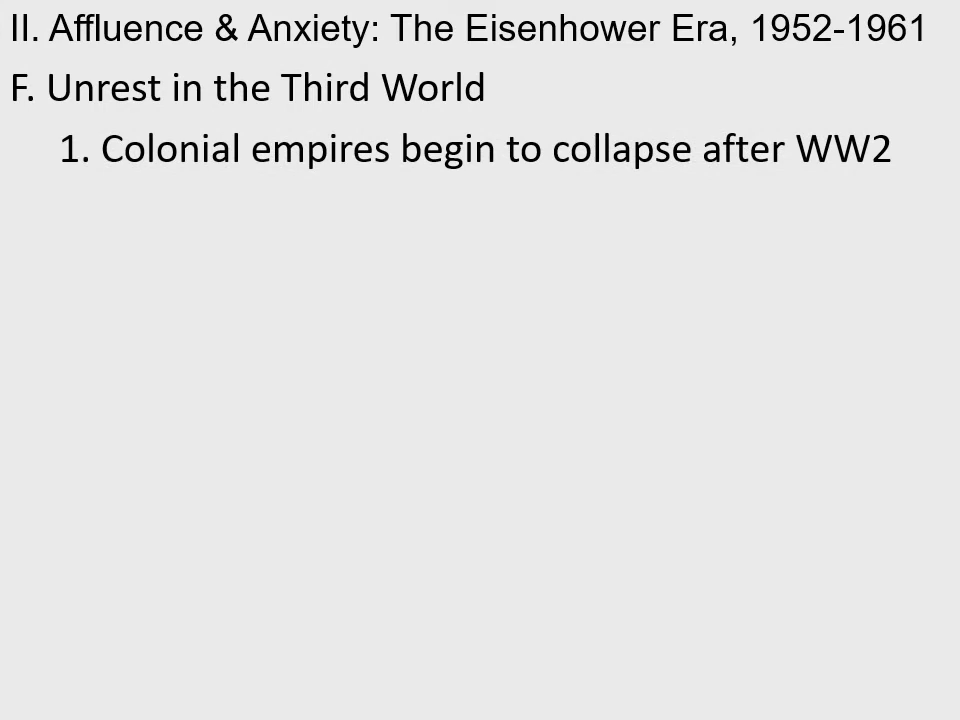 II. Affluence & Anxiety: The Eisenhower Era, 1952-1961
F. Unrest in the Third World
1. Colonial empires begin to collapse after WW2